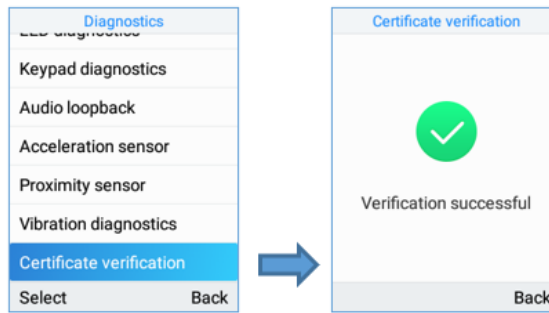 Diagnostics
Keypad diagnostics
Audio loopback
Acceleration sensor
Proximity sensor
Vibration diagnostics
Certificate verification
Select Back
Certificate verification
Verification successful
Back